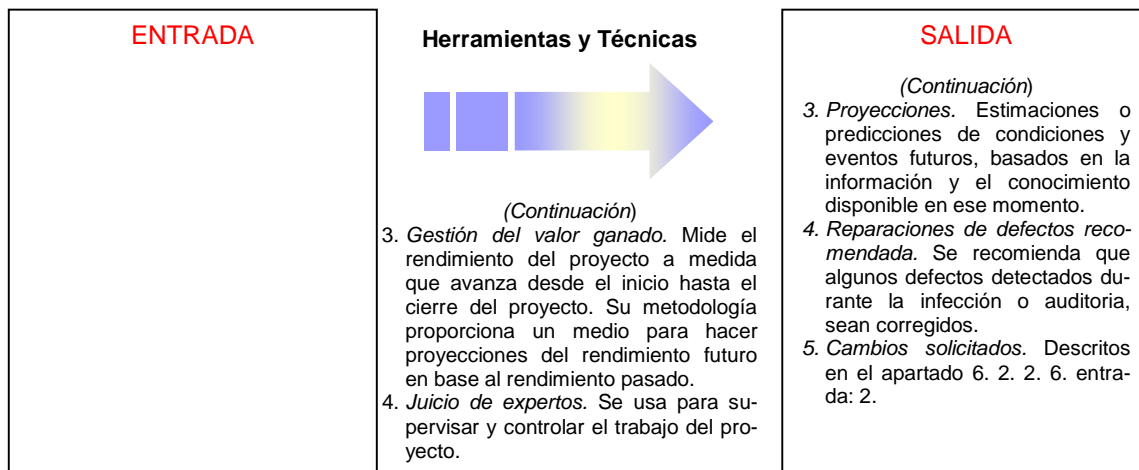 ENTRADA
Herramientas y Técnicas
(Continuación)
3. Gestión del valor ganado. Mide el
rendimiento del proyecto a medida
que avanza desde el inicio hasta el
cierre del proyecto. Su metodología
proporciona un medio para hacer
proyecciones del rendimiento futuro
en base al rendimiento pasado.
4. Juicio de expertos. Se usa para su-
pervisar y controlar el trabajo del pro-
yecto.
SALIDA
(Continuación)
3. Proyecciones. Estimaciones o
predicciones de condiciones y
eventos futuros, basados en la
información y el conocimiento
disponible en ese momento.
4. Reparaciones de defectos reco-
mendada. Se recomienda que
algunos defectos detectados du-
rante la infección o auditoria,
sean corregidos.
5. Cambios solicitados. Descritos
en el apartado 6. 2. 2. 6. entra-
da: 2.